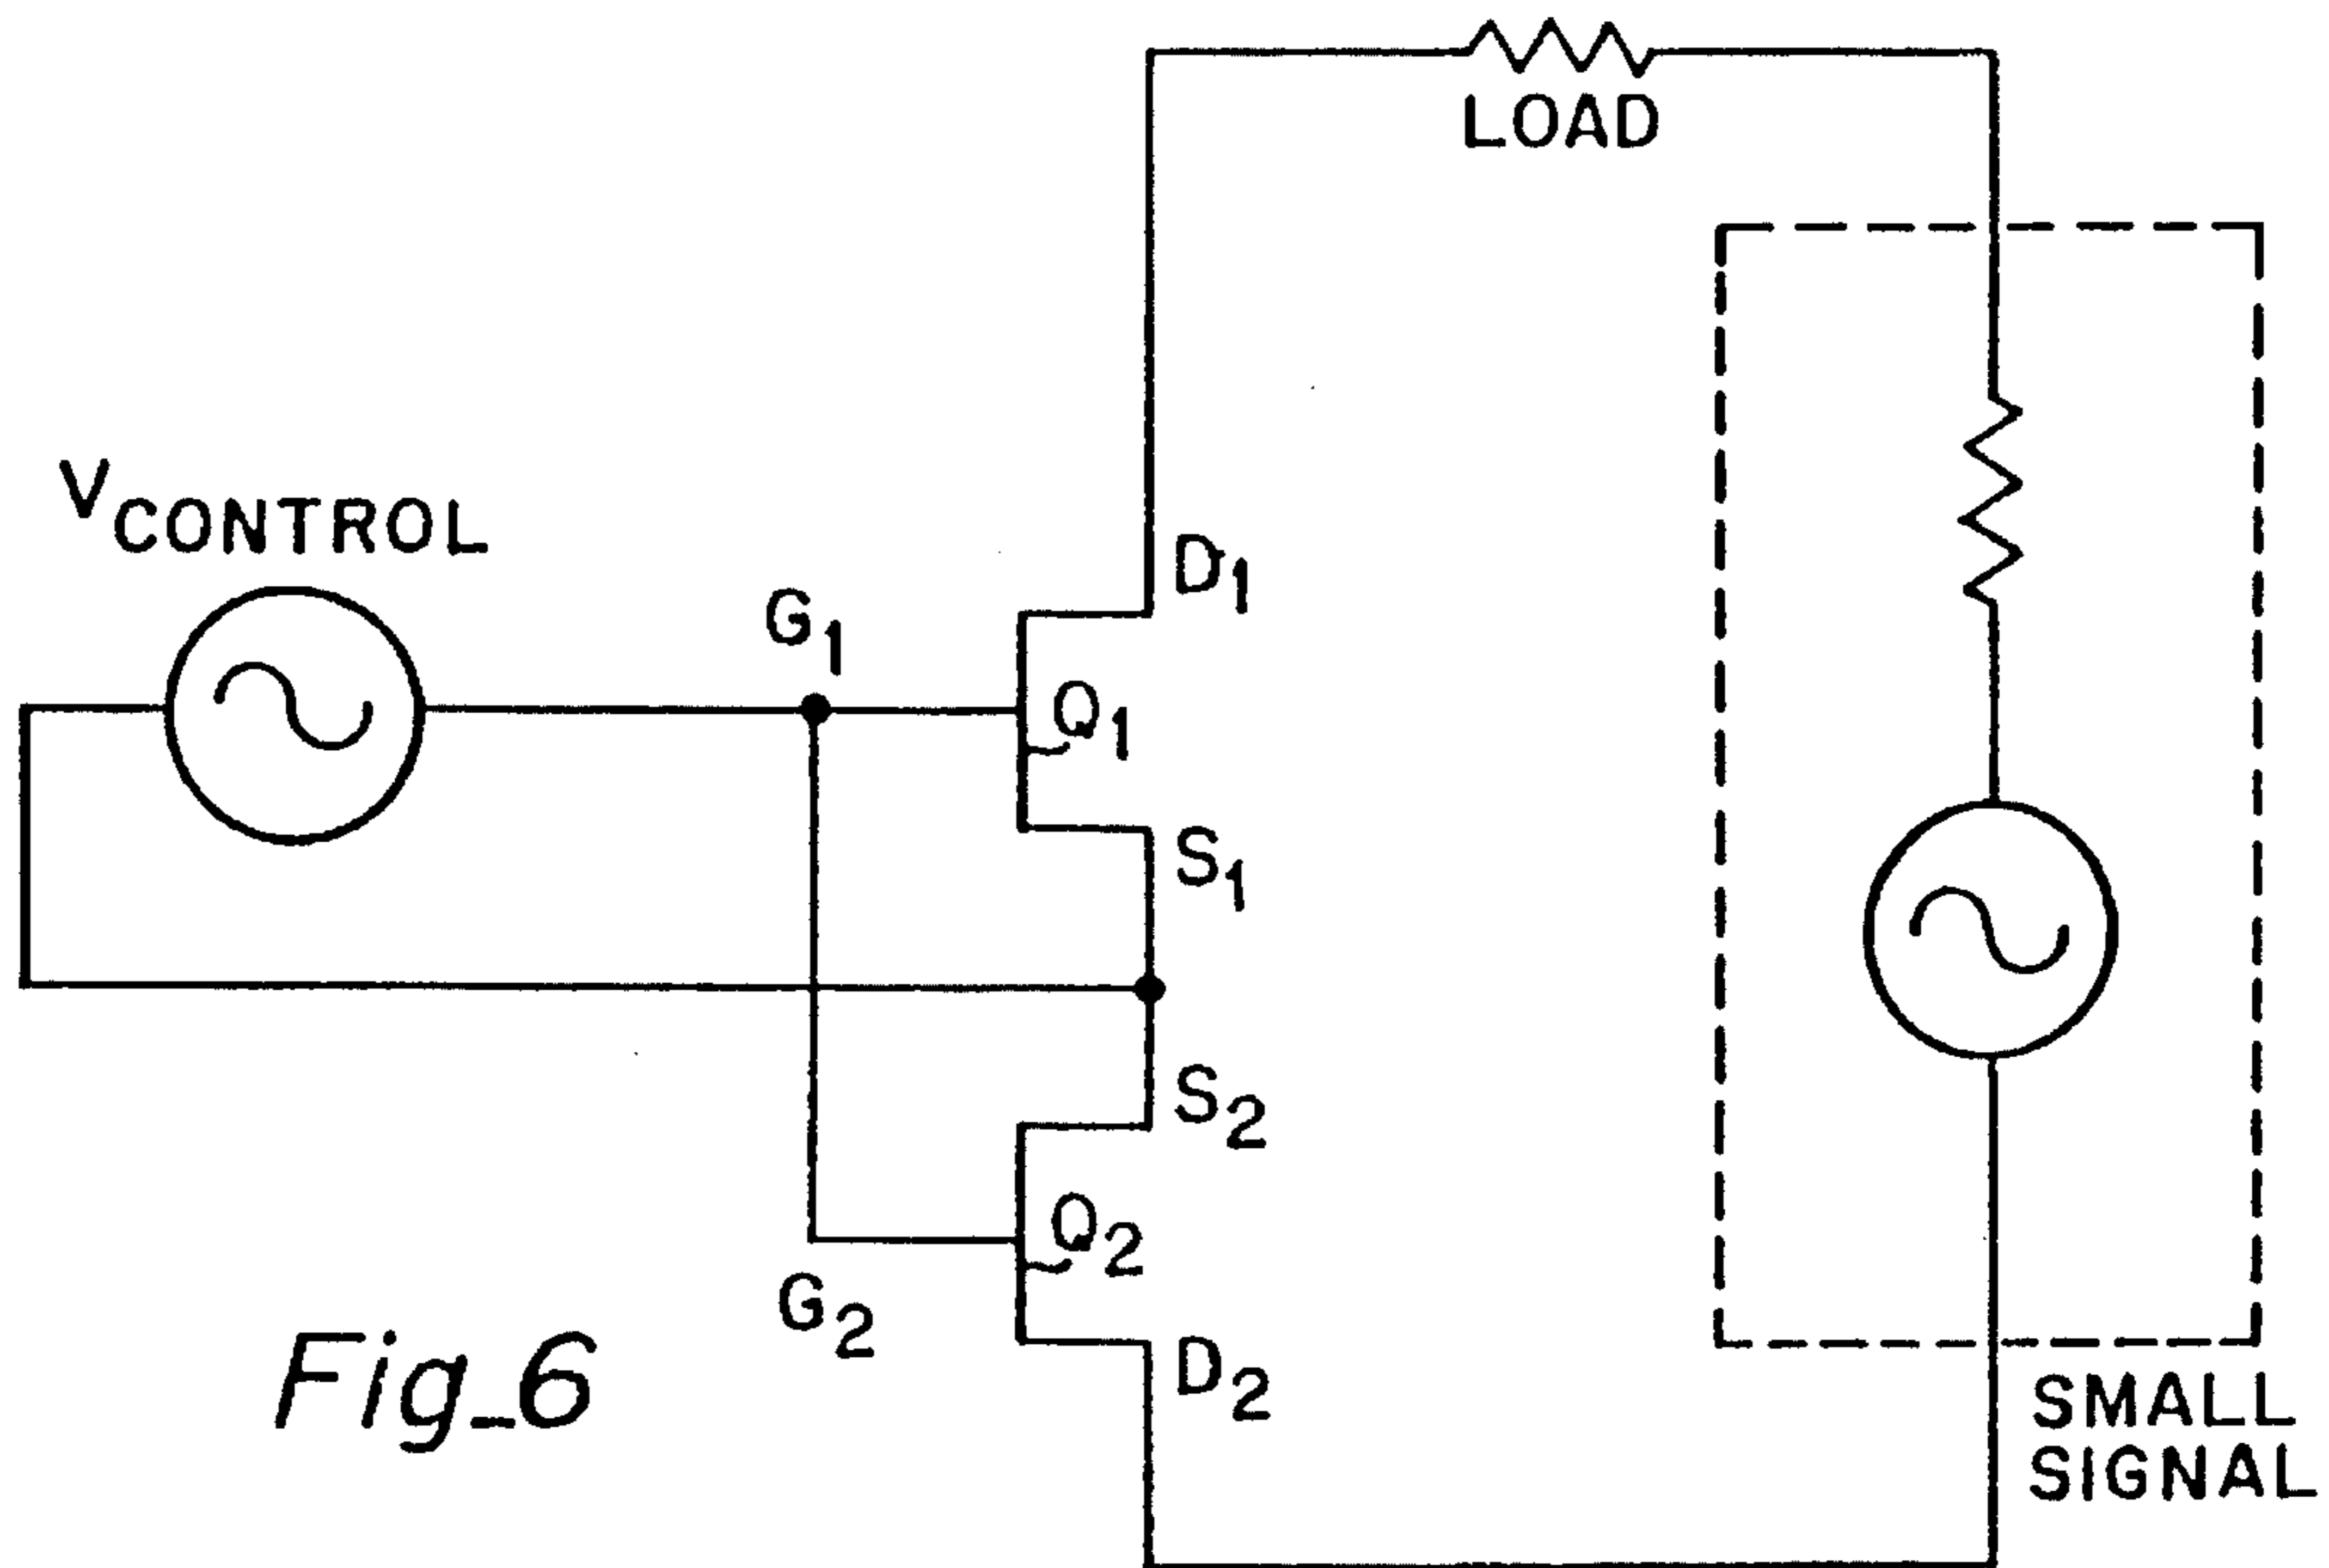 LOAD
VCONTROL
D1
G1
Q1
S1
S2
Q2
G2
D2
Fig_6
SMALL
SIGNAL